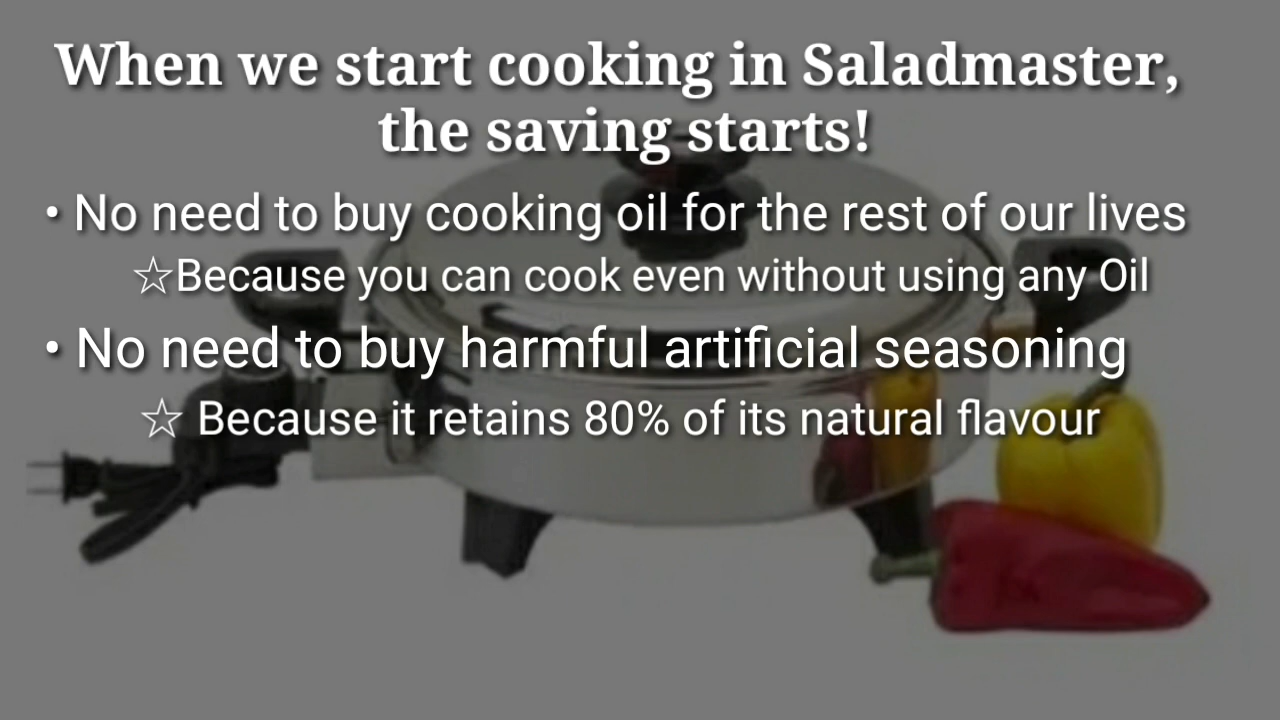 When we start cooking in Saladmaster,
the saving starts!
• No need to buy cooking oil for the rest of our lives
☆Because you can cook even without using any Oil
• No need to buy harmful artificial seasoning
☆ Because it retains 80% of its natural flavour